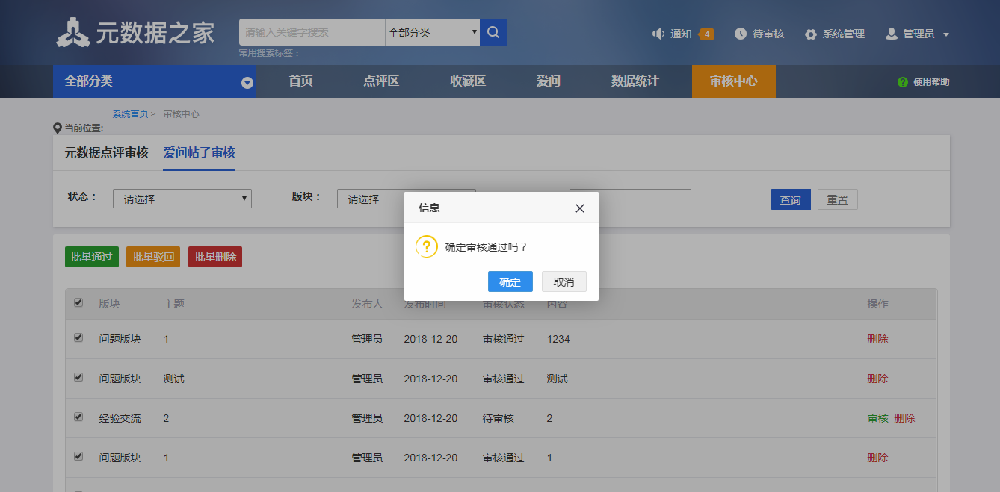 元数据之家
请输入关键字搜索 全部分类
常用搜索标签：
通知 4 待审核 系统管理 管理员
全部分类 首页 点评区 收藏区 爱问 数据统计 审核中心 使用帮助
系统首页 > 审核中心
当前位置:
元数据点评审核 爱问帖子审核
状态： 请选择 版块： 请选择 查询 重置
信息
确定审核通过吗？
确定 取消
批量通过 批量驳回 批量删除
版块 主题 发布人 发布时间 审核状态 内容 操作
问题版块 1 管理员 2018-12-20 审核通过 1234 删除
问题版块 测试 管理员 2018-12-20 审核通过 测试 删除
经验交流 2 管理员 2018-12-20 待审核 2 审核 删除
问题版块 1 管理员 2018-12-20 审核通过 1 删除